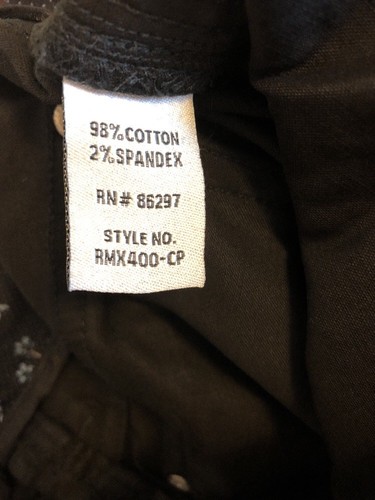 98% COTTON
2% SPANDEX
RN# 86297
STYLE NO.
RMX400-CP